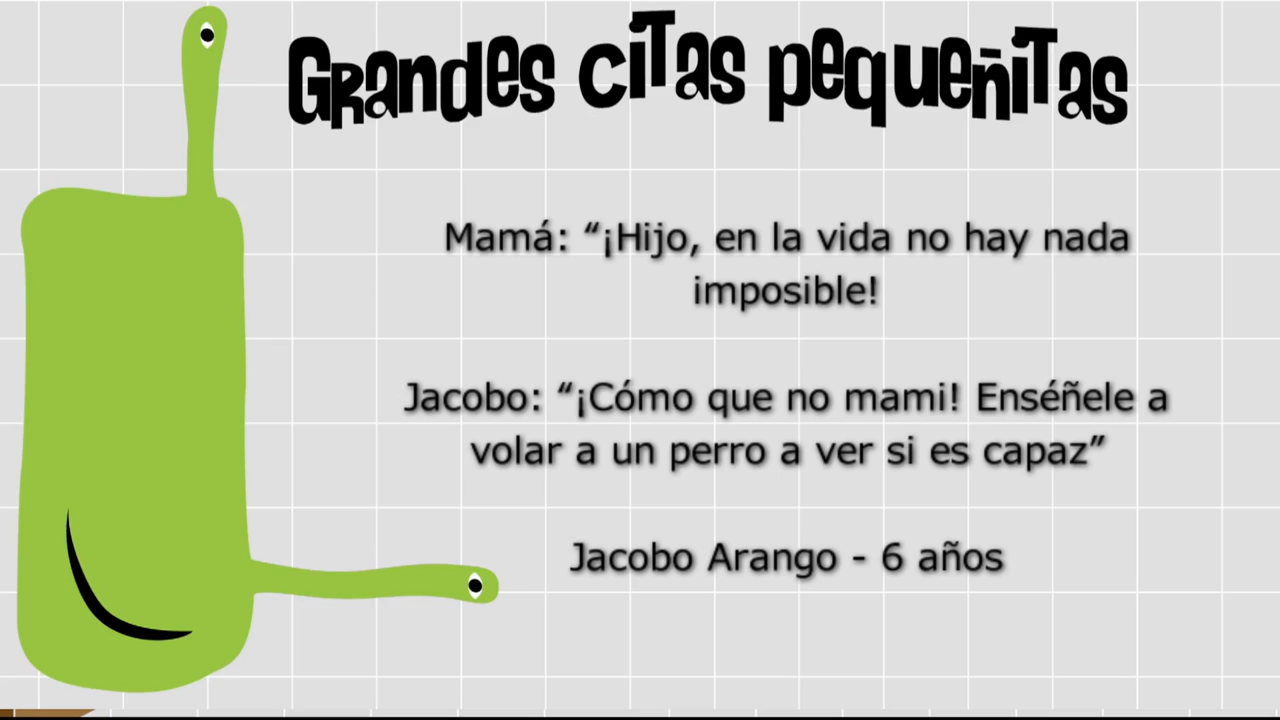 Grandes citas pequeñitas
Mamá: “¡Hijo, en la vida no hay nada
imposible!
Jacobo: “¡Cómo que no mami! Enséñele a
volar a un perro a ver si es capaz”
Jacobo Arango - 6 años